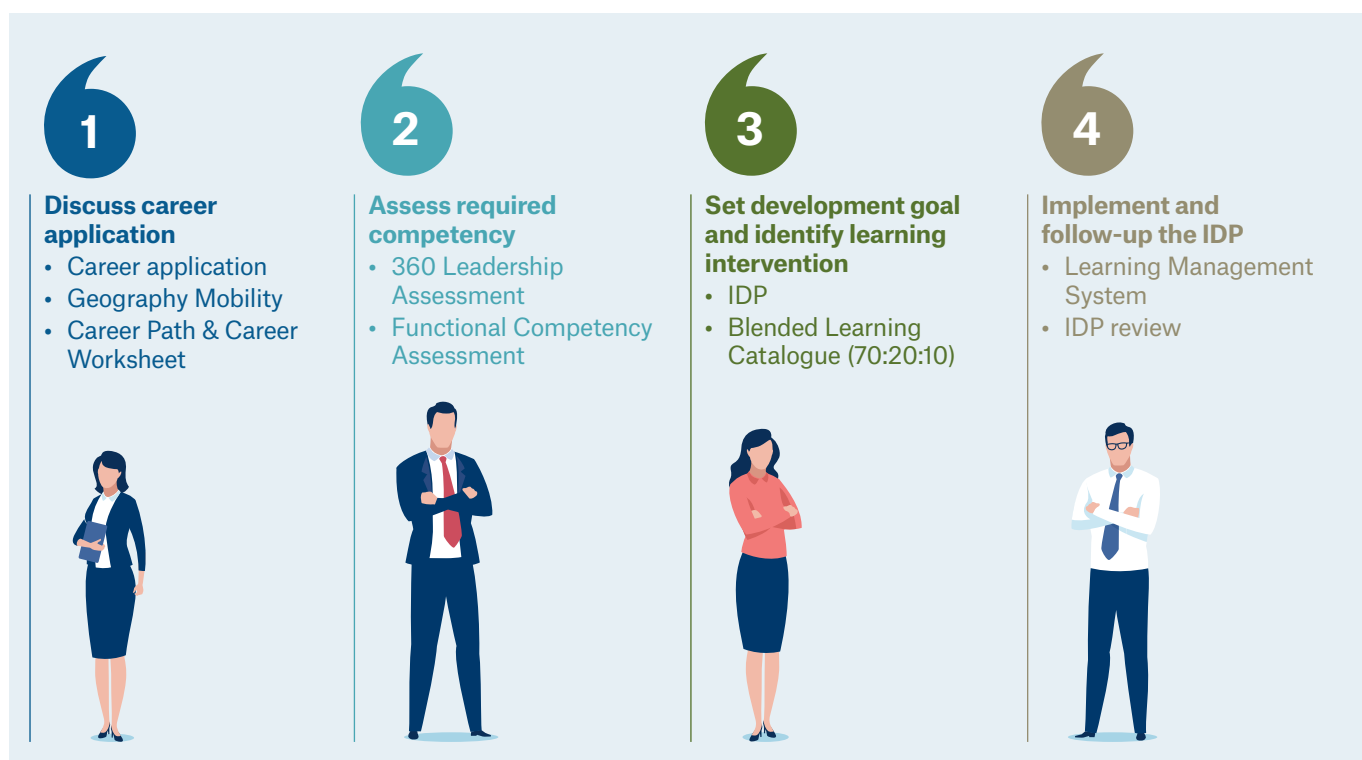 1
Discuss career
application
• Career application
• Geography Mobility
• Career Path & Career
Worksheet
2
Assess required
competency
• 360 Leadership
Assessment
• Functional Competency
Assessment
3
Set development goal
and identify learning
intervention
• IDP
• Blended Learning
Catalogue (70:20:10)
4
Implement and
follow-up the IDP
• Learning Management
System
• IDP review